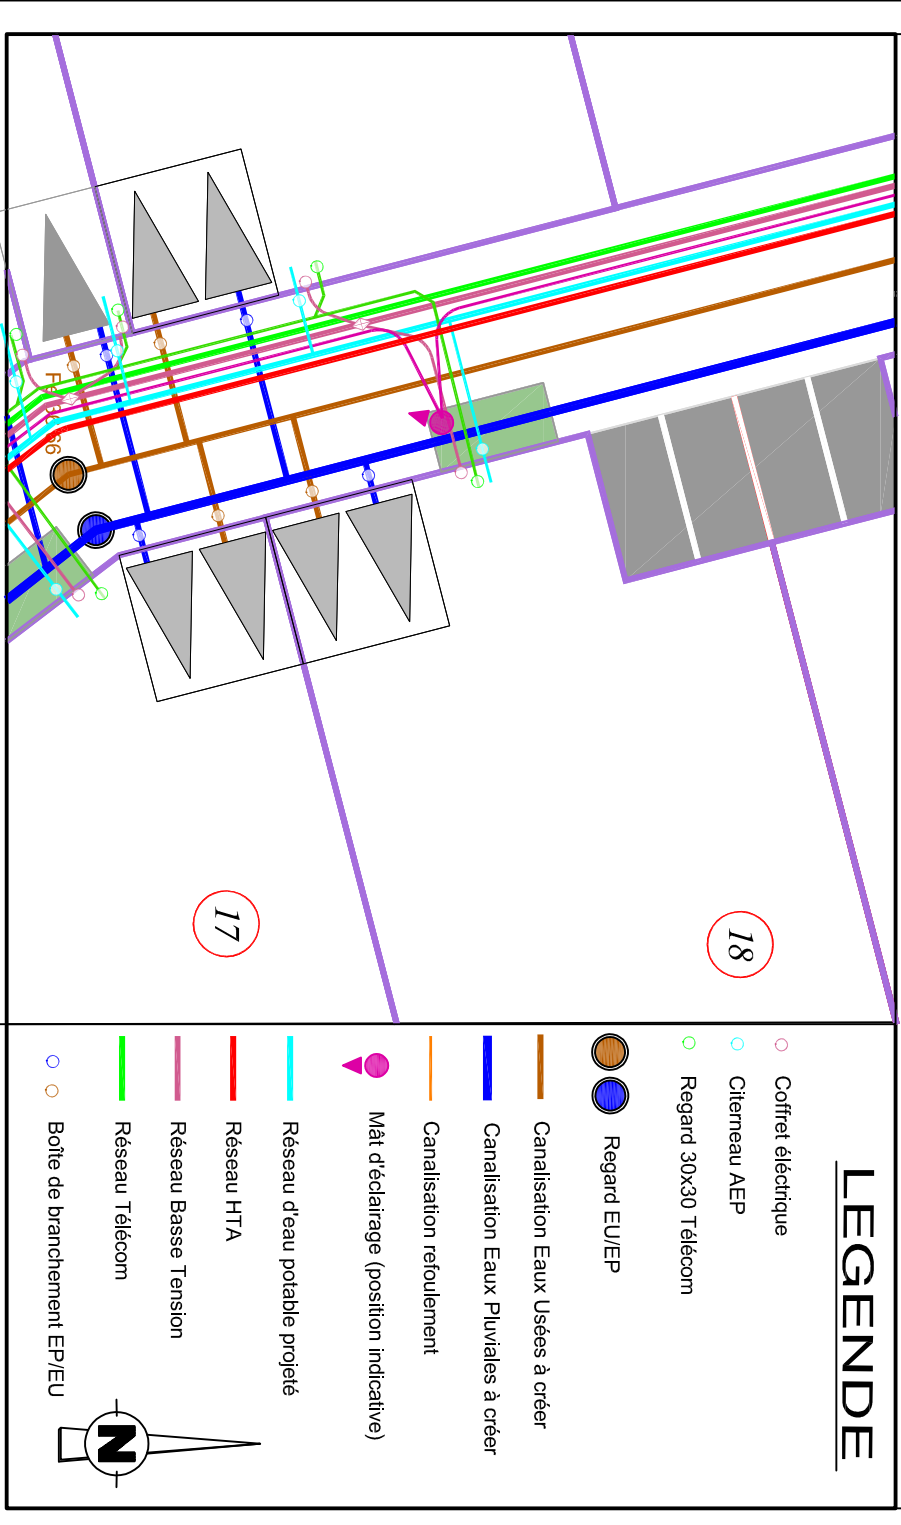 17
18
LEGENDE
Coffret éléctrique
Citerneau AEP
Regard 30x30 Télécom
Regard EU/EP
Canalisation Eaux Usées à créer
Canalisation Eaux Pluviales à créer
Canalisation refoulement
Mât d'éclairage (position indicative)
Réseau d'eau potable projeté
Réseau HTA
Réseau Basse Tension
Réseau Télécom
Boîte de branchement EP/EU
N